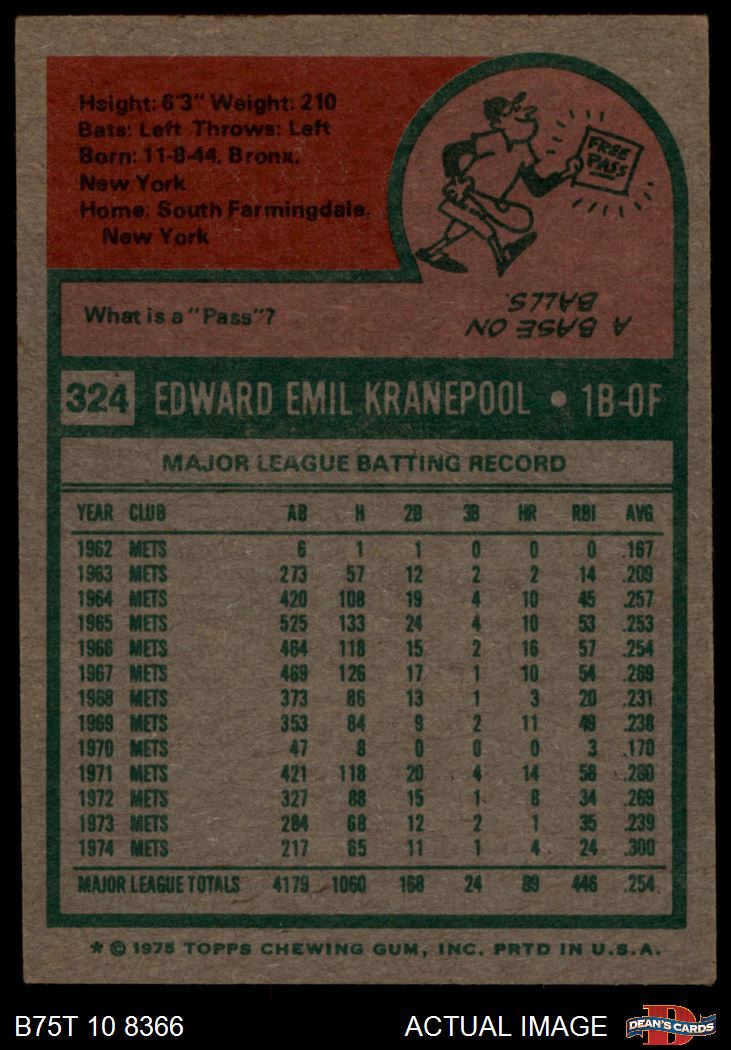 Height: 6'3" Weight: 210
Bats: Left Throws: Left
Born: 11-8-44, Bronx,
New York
Home: South Farmingdale,
New York
FREE
PASS
What is a "Pass"?
A BASE ON
BALLS.
324 EDWARD EMIL KRANEPOOL • 1B-OF
MAJOR LEAGUE BATTING RECORD
YEAR CLUB AB H 2B 3B HR RBI AVG
1962 METS 6 1 1 0 0 0 .167
1963 METS 273 57 12 2 2 14 .209
1964 METS 420 108 19 4 10 45 .257
1965 METS 525 133 24 4 10 53 .253
1966 METS 464 118 15 2 16 57 .254
1967 METS 469 126 17 1 10 54 .269
1968 METS 373 86 13 1 3 20 .231
1969 METS 353 84 9 2 11 49 .238
1970 METS 47 8 0 0 0 3 .170
1971 METS 421 118 20 4 14 58 .280
1972 METS 327 88 15 1 8 34 .269
1973 METS 284 68 12 2 1 35 .239
1974 METS 217 65 11 1 4 24 .300
MAJOR LEAGUE TOTALS 4179 1060 168 24 89 446 .254
* © 1975 TOPPS CHEWING GUM, INC. PRTD IN U.S.A.
B75T 10 8366 ACTUAL IMAGE DEAN'S CARDS